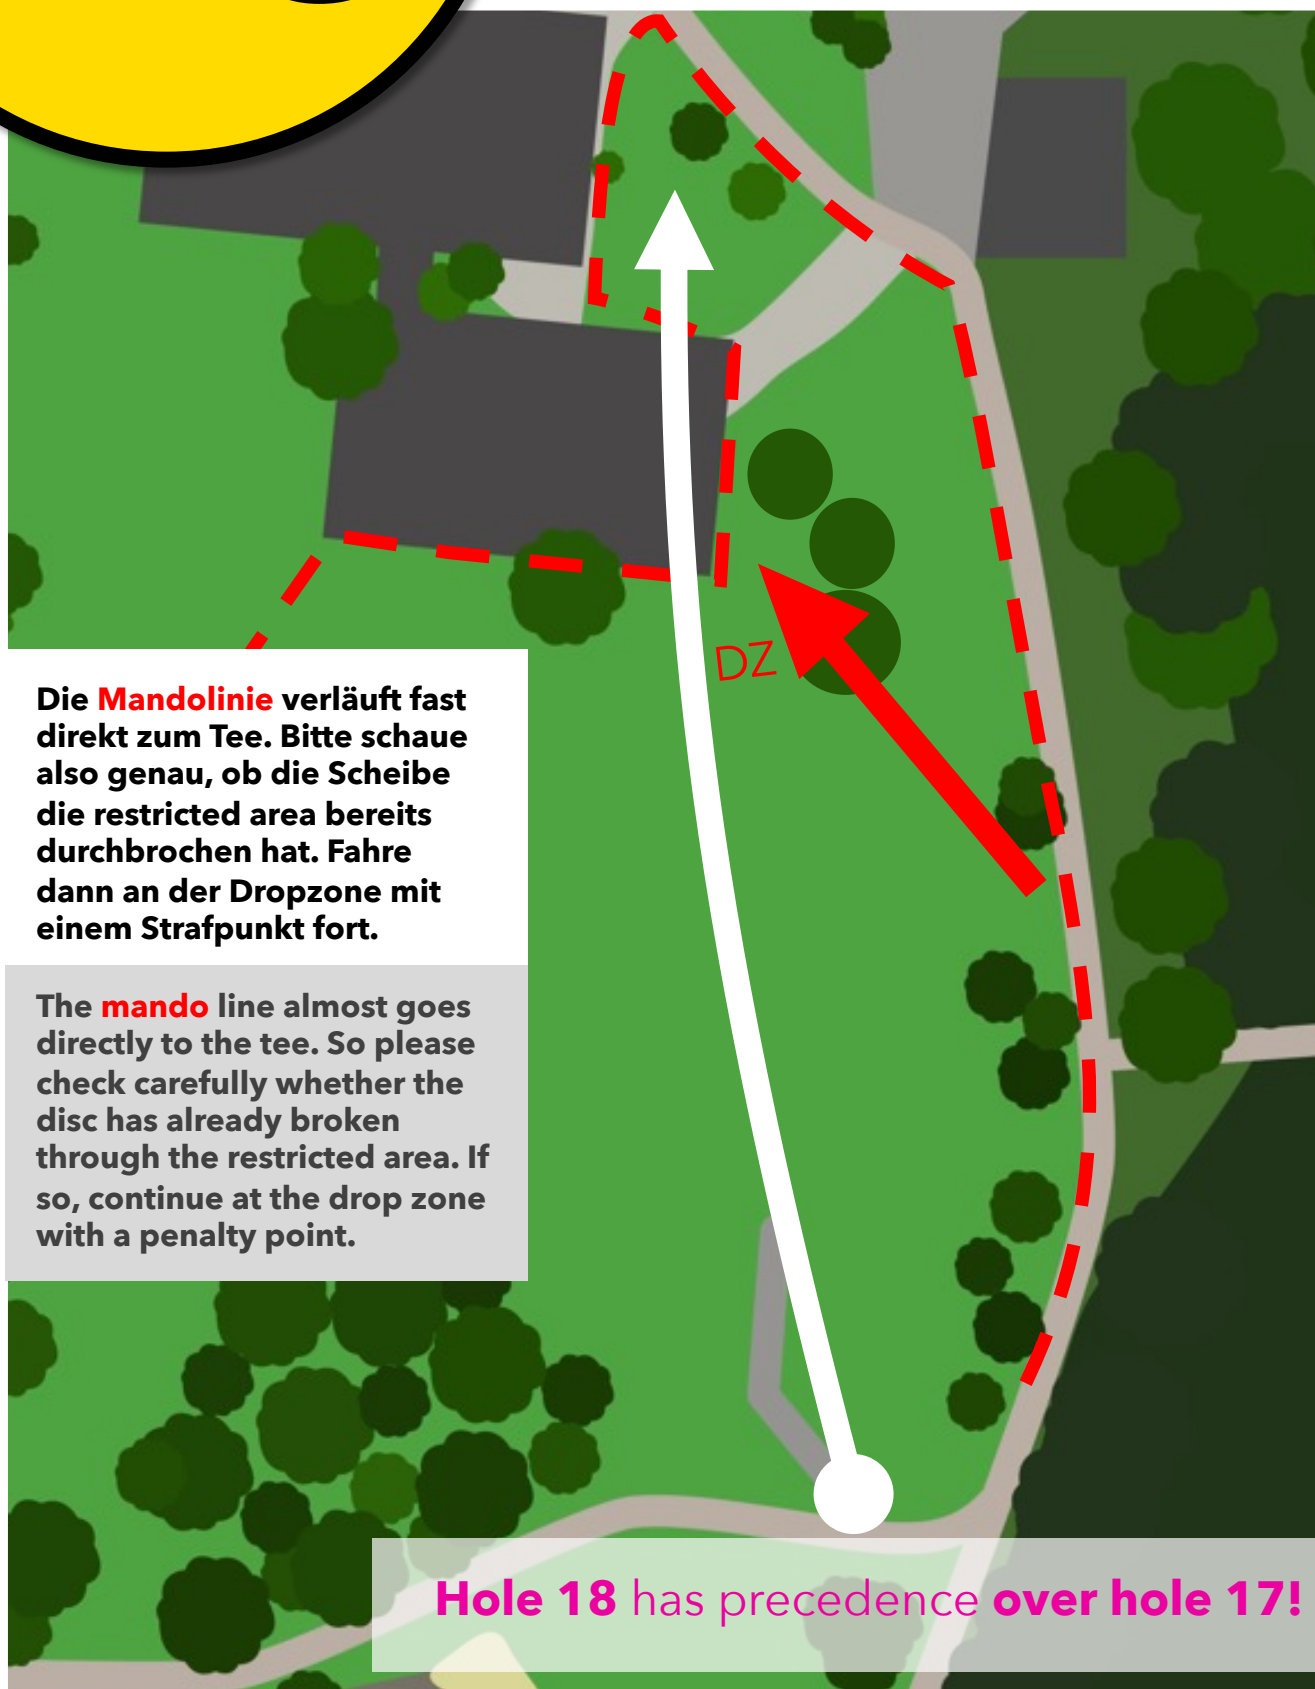 DZ
Die Mandolinie verläuft fast
direkt zum Tee. Bitte schaue
also genau, ob die Scheibe
die restricted area bereits
durchbrochen hat. Fahre
dann an der Dropzone mit
einem Strafpunkt fort.
The mando line almost goes
directly to the tee. So please
check carefully whether the
disc has already broken
through the restricted area. If
so, continue at the drop zone
with a penalty point.
Hole 18 has precedence over hole 17!